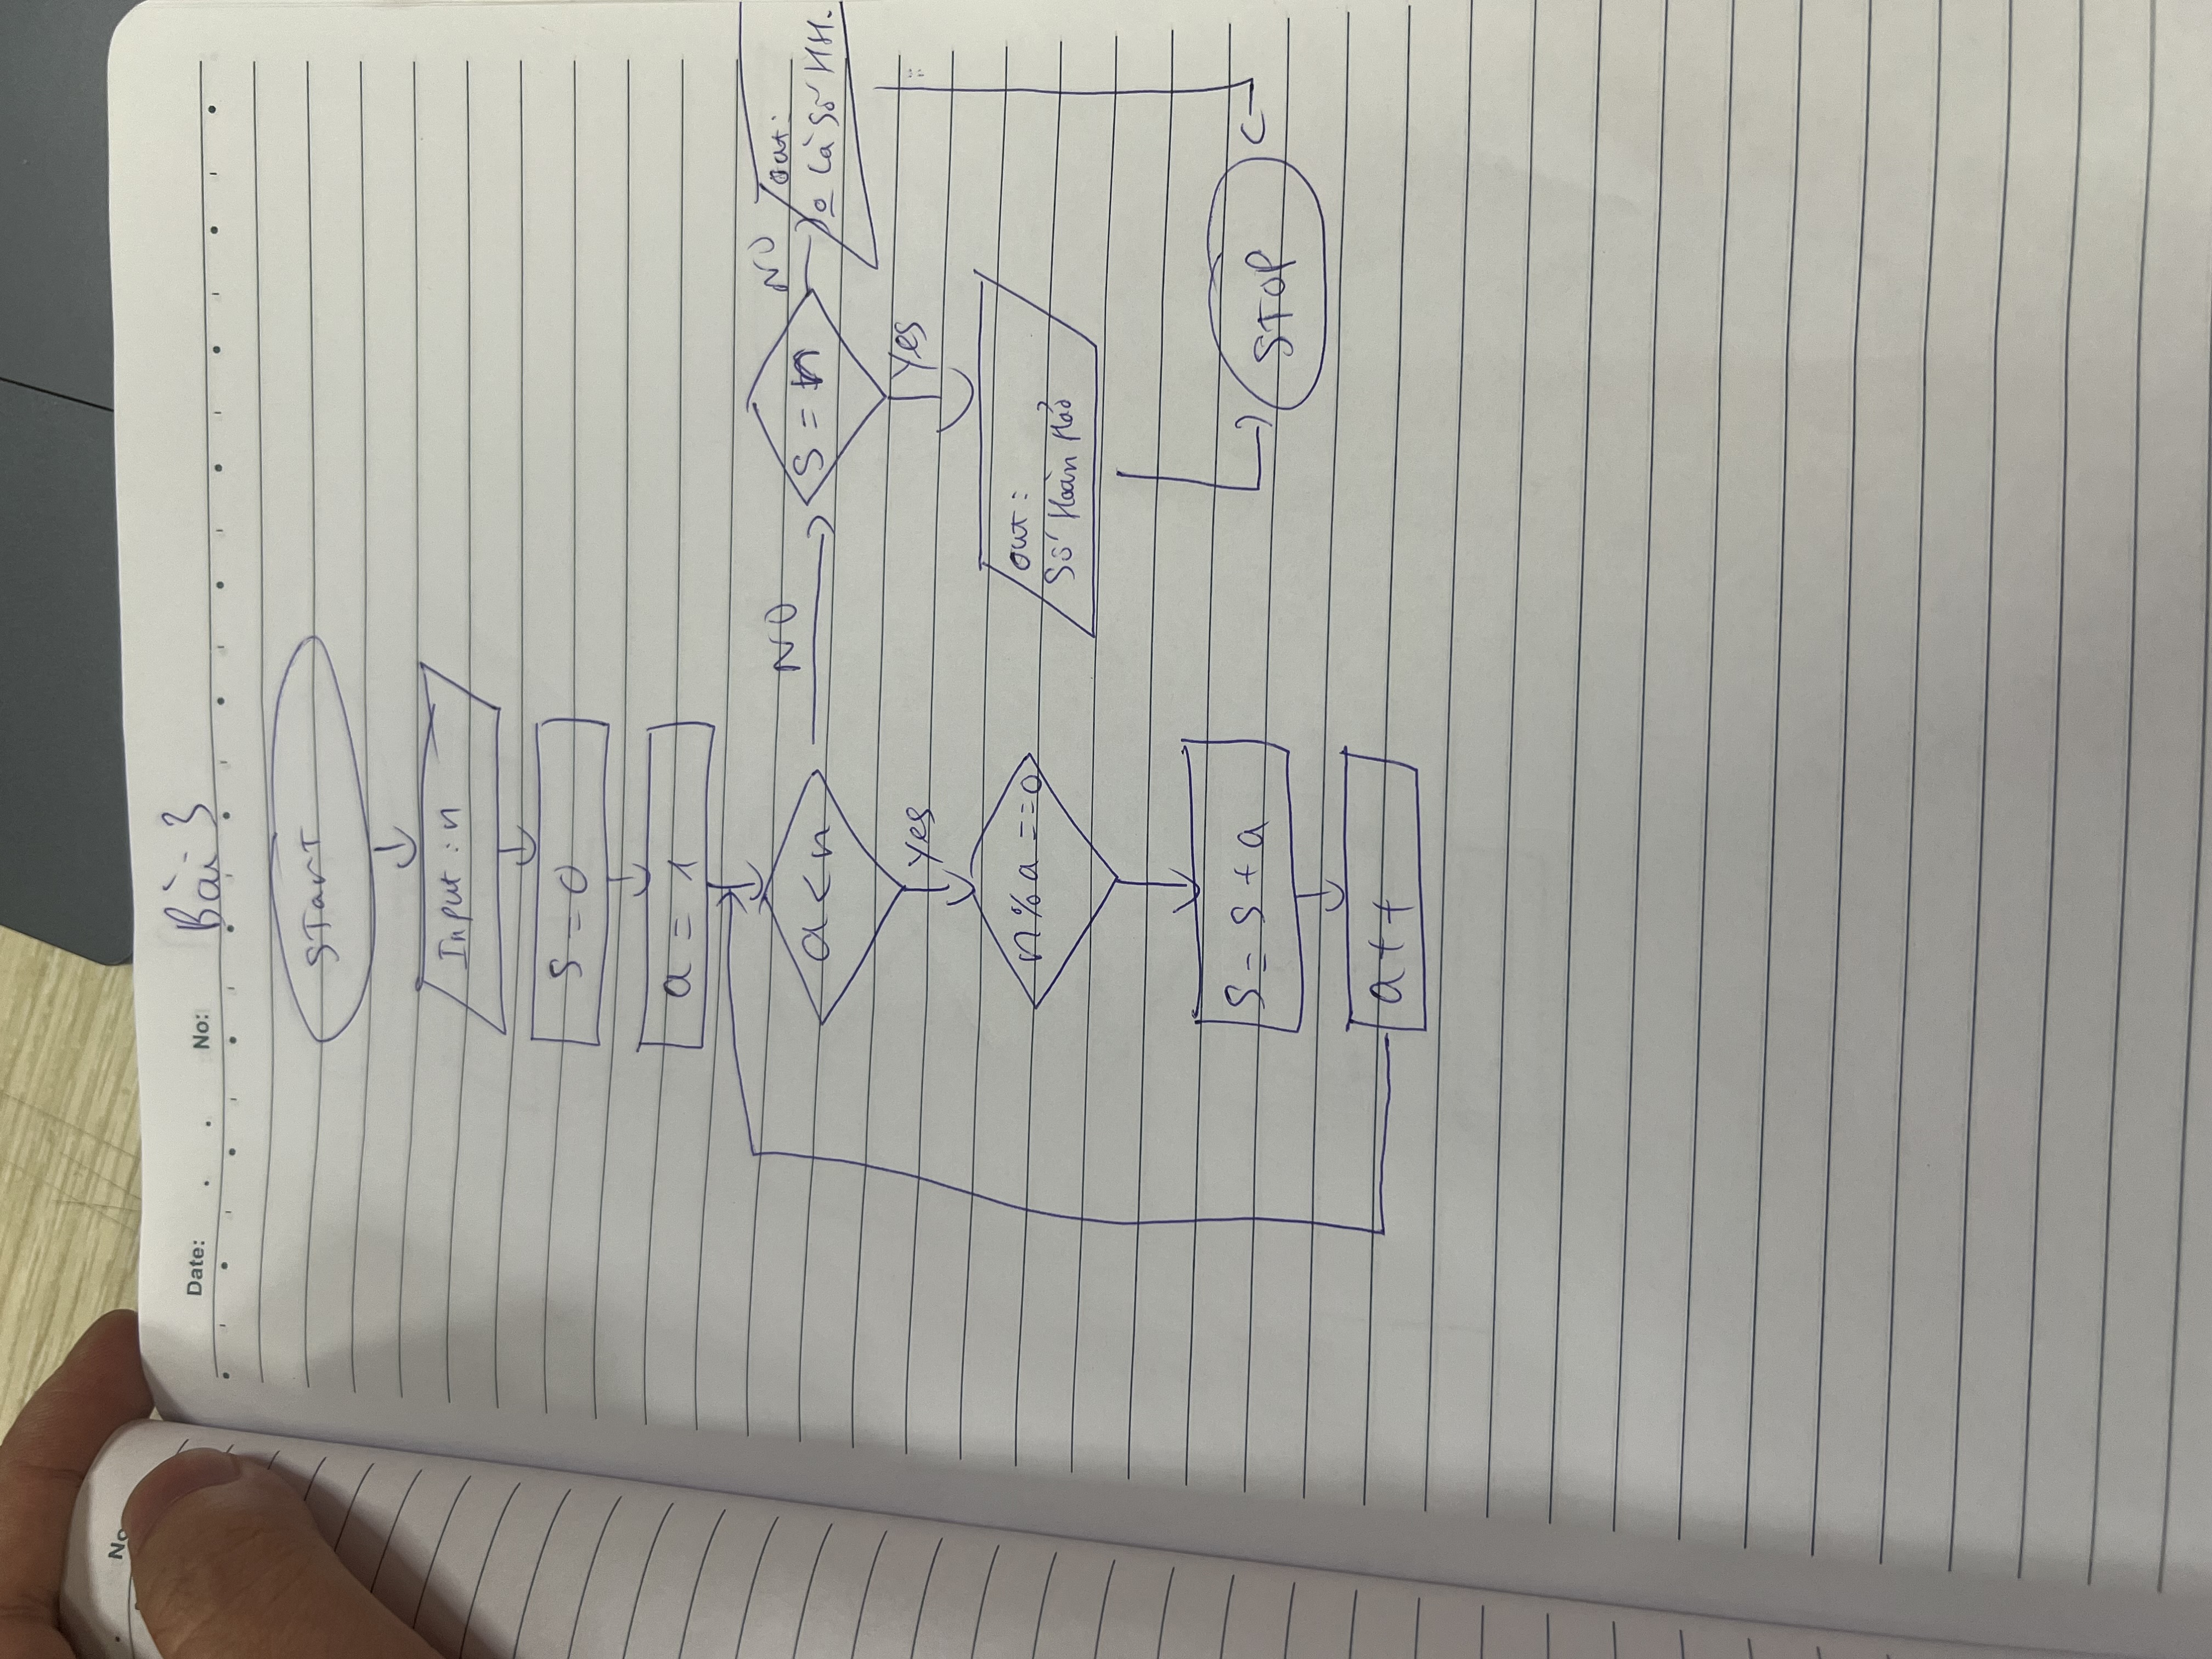 No
Date: . . No: Bài 3
START
Input : n
S = 0
a = 1
a < n
NO
S = n
NO
out:
là số HH.
yes
yes
n % a == 0
out:
Số Hoàn Hảo
S = S + a
STOP
a++